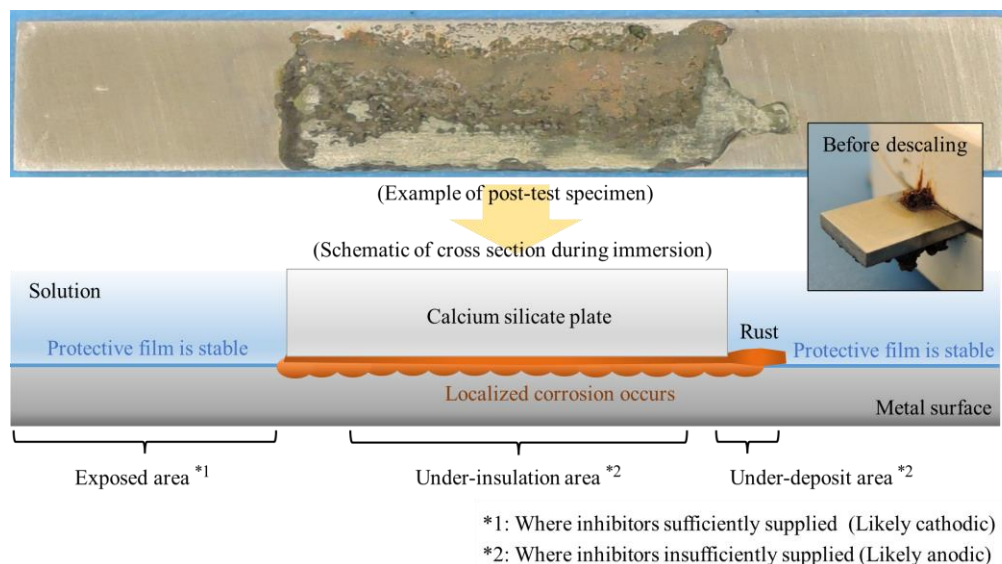 Before descaling
(Example of post-test specimen)
(Schematic of cross section during immersion)
Solution
Calcium silicate plate
Rust
Protective film is stable
Protective film is stable
Localized corrosion occurs
Metal surface
Exposed area *1
Under-insulation area *2
Under-deposit area *2
*1: Where inhibitors sufficiently supplied (Likely cathodic)
*2: Where inhibitors insufficiently supplied (Likely anodic)